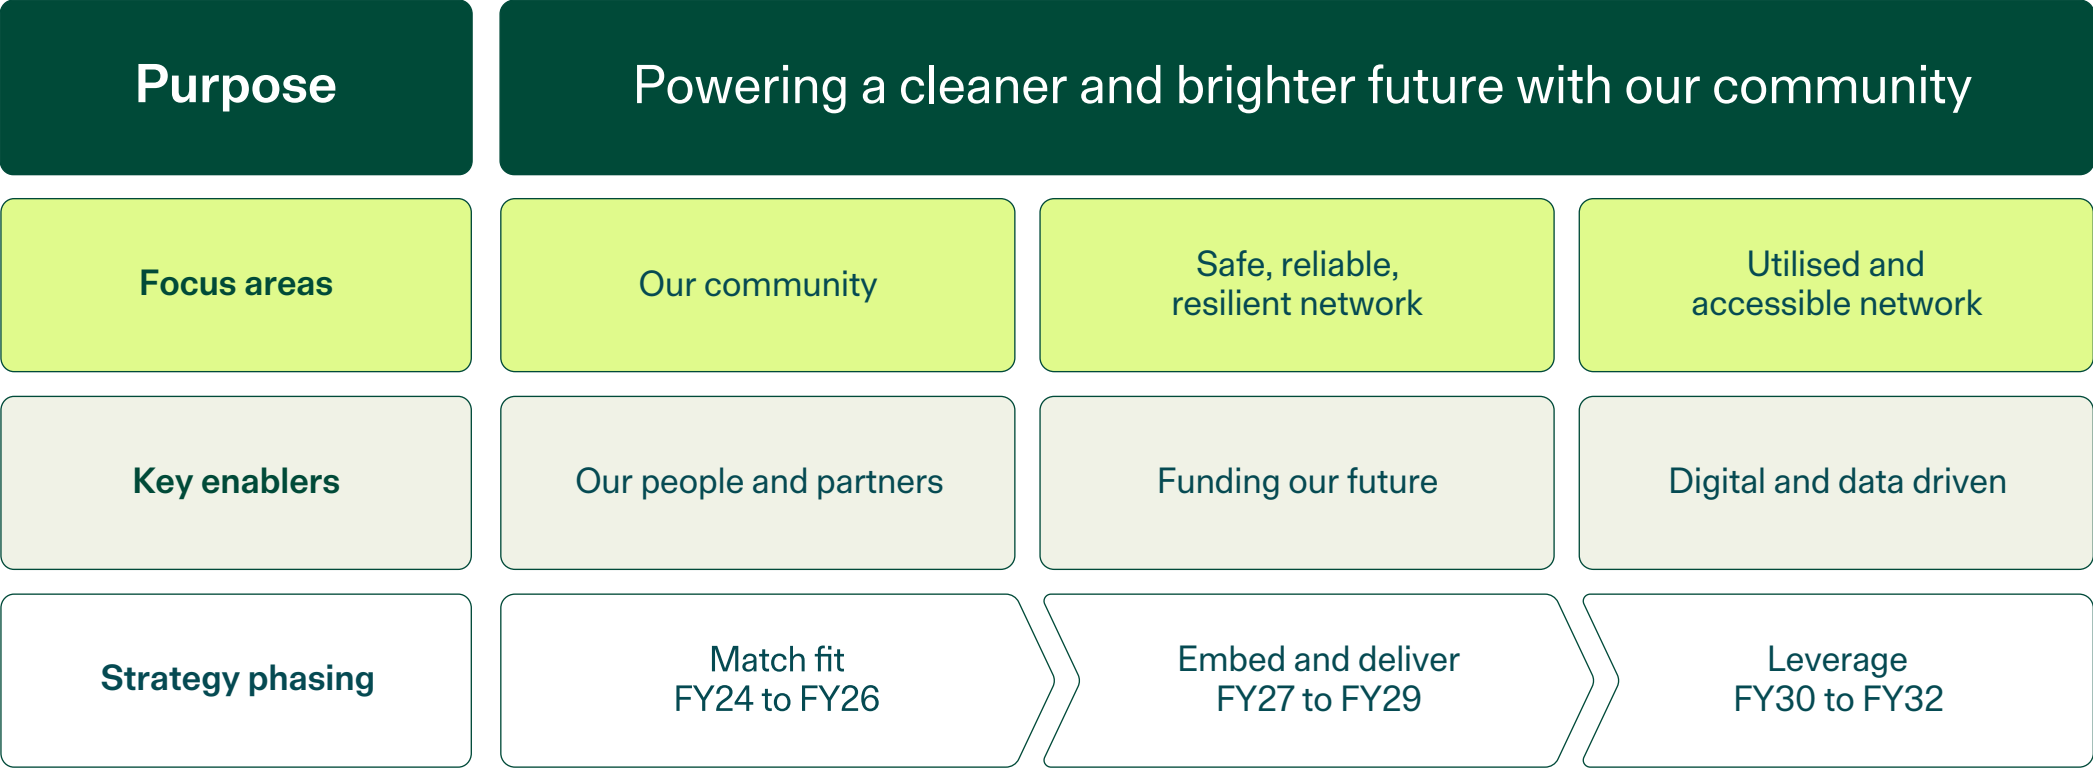 Purpose
Powering a cleaner and brighter future with our community
Focus areas
Our community
Safe, reliable,
resilient network
Utilised and
accessible network
Key enablers
Our people and partners
Funding our future
Digital and data driven
Strategy phasing
Match fit
FY24 to FY26
Embed and deliver
FY27 to FY29
Leverage
FY30 to FY32